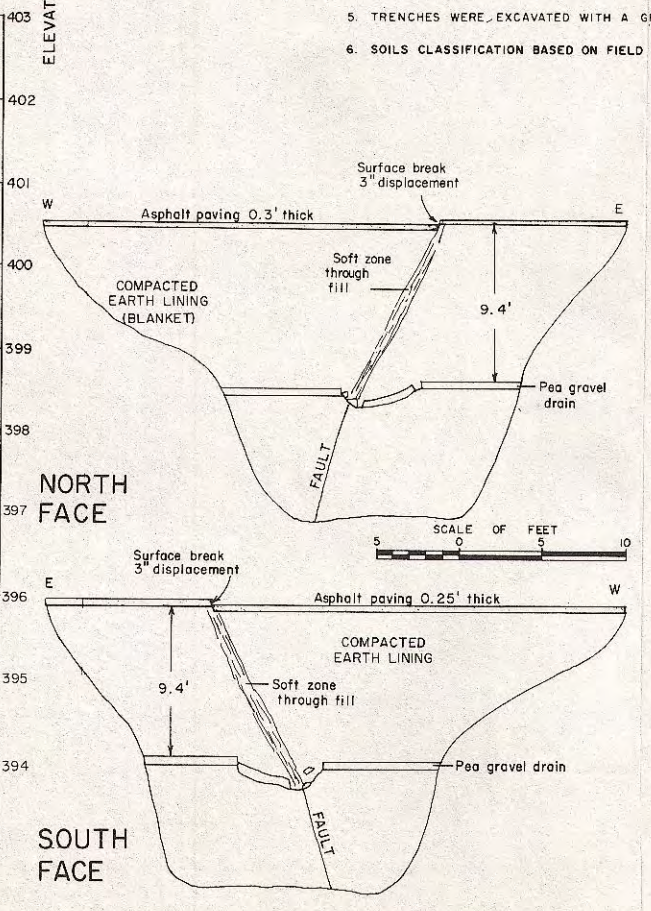 5. TRENCHES WERE EXCAVATED WITH A
6. SOILS CLASSIFICATION BASED ON FIELD
403
402
401
400
399
398
397
396
395
394
W
Asphalt paving 0.3' thick
Surface break
3" displacement
E
COMPACTED
EARTH LINING
(BLANKET)
Soft zone
through
fill
9.4'
Pea gravel
drain
FAULT
NORTH
FACE
SCALE OF FEET
5 0 5 10
E
Surface break
3" displacement
Asphalt paving 0.25' thick
W
COMPACTED
EARTH LINING
9.4'
Soft zone
through fill
Pea gravel drain
FAULT
SOUTH
FACE